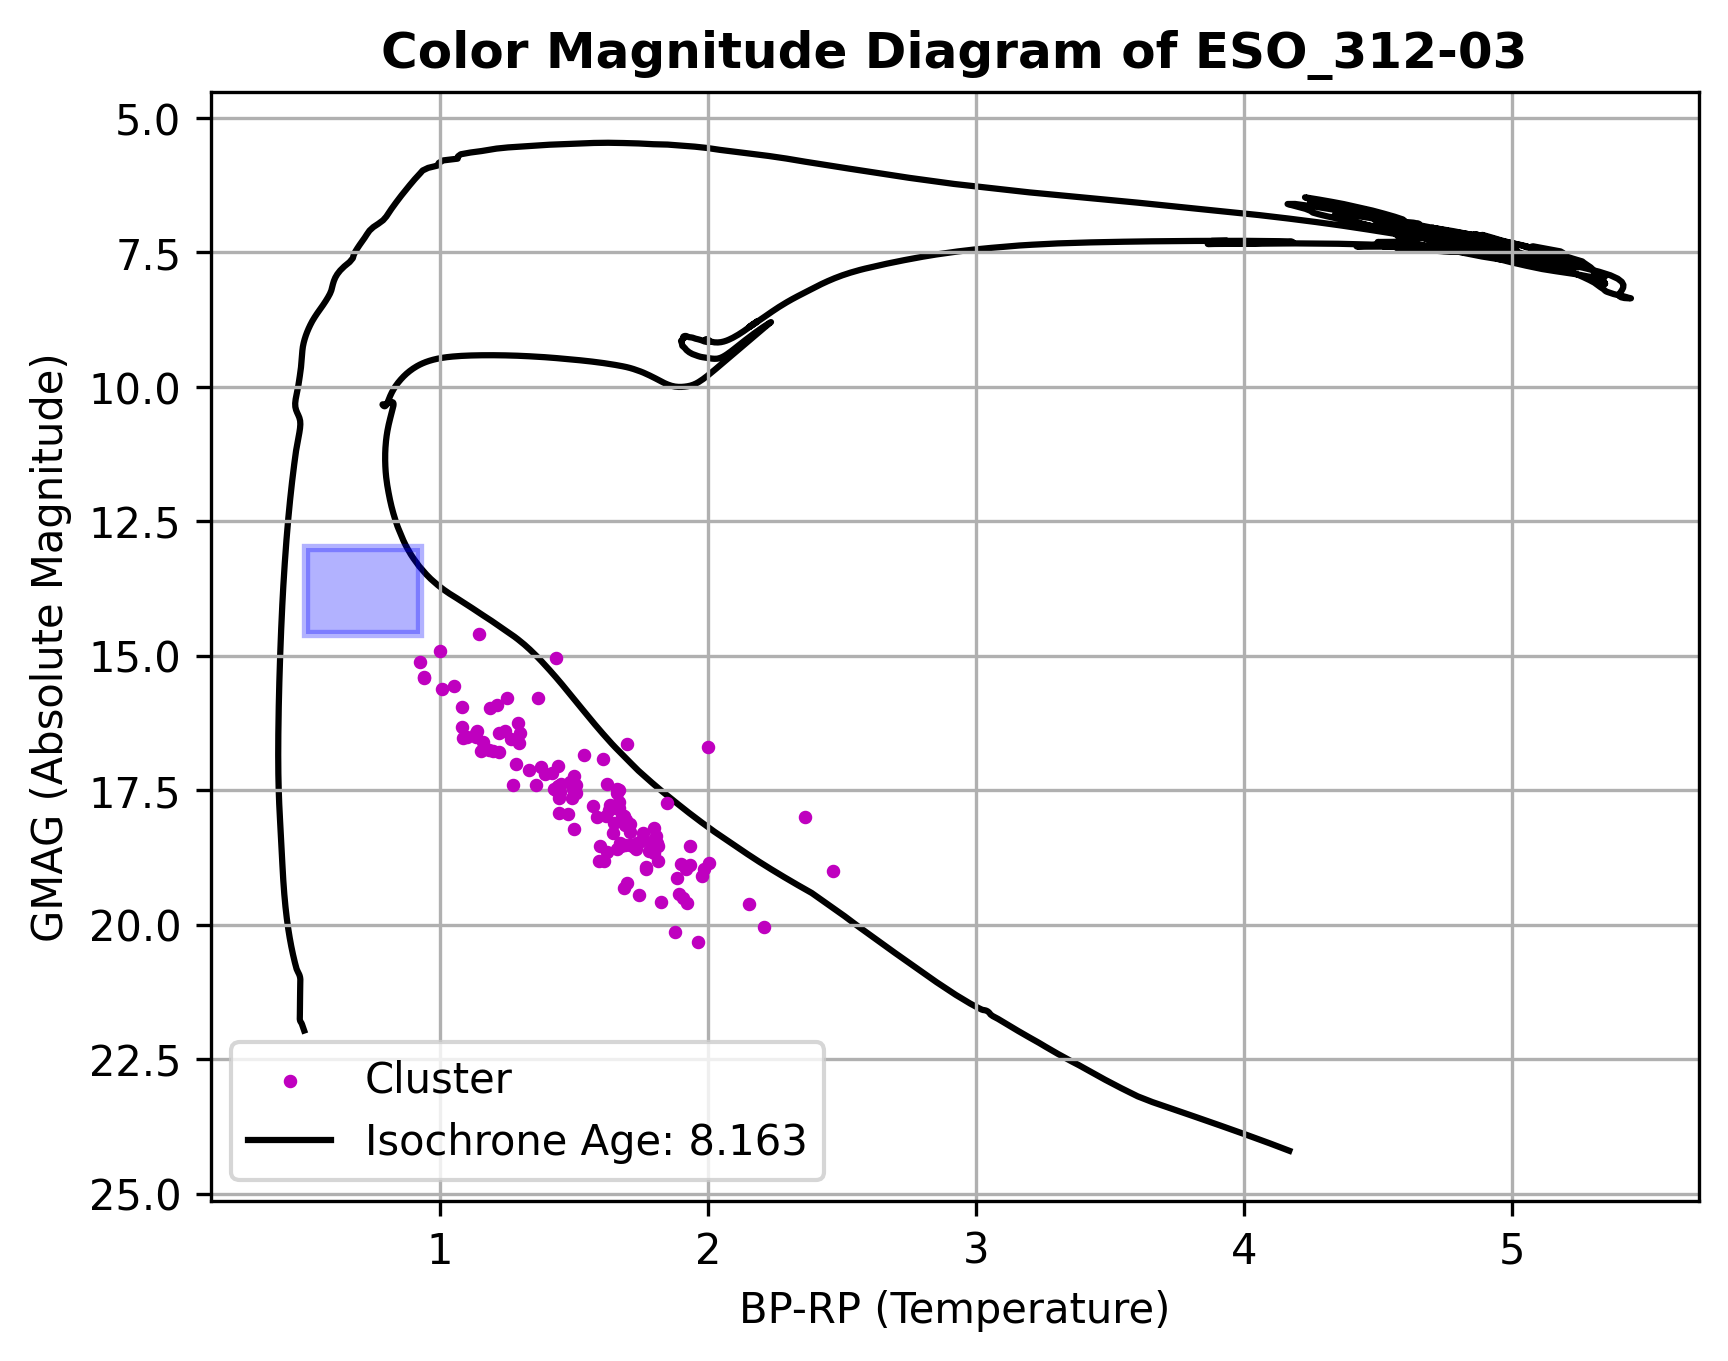 Color Magnitude Diagram of ESO_312-03
GMAG (Absolute Magnitude)
5.0
7.5
10.0
12.5
15.0
17.5
20.0
22.5
25.0
Cluster
Isochrone Age: 8.163
1 2 3 4 5
BP-RP (Temperature)